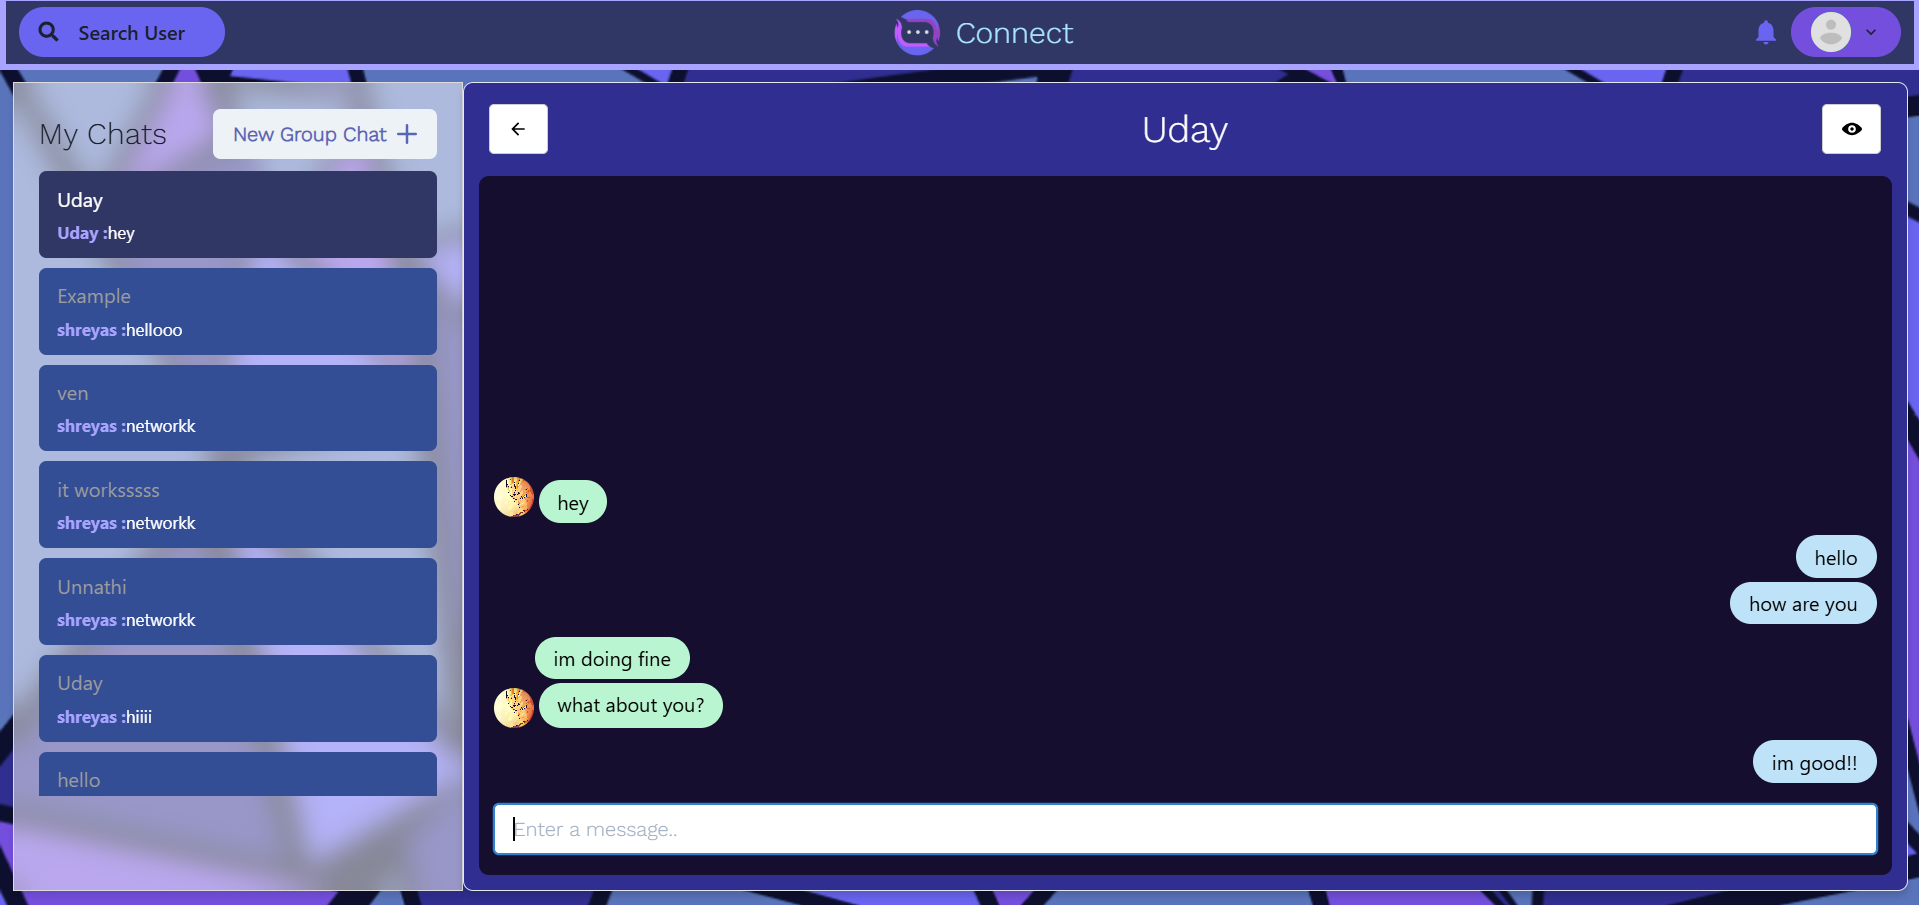 Search User
Connect
My Chats
New Group Chat
Uday
Uday :hey
Example
shreyas :hellooo
ven
shreyas :networkk
it worksssss
shreyas :networkk
Unnathi
shreyas :networkk
Uday
shreyas :hiiii
hello
Uday
hey
hello
how are you
im doing fine
what about you?
im good!!
Enter a message..